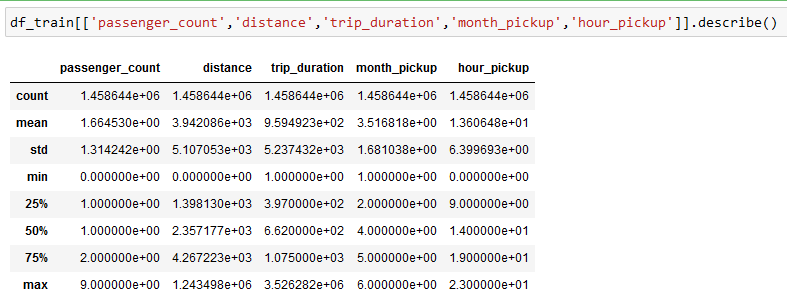 df_train[['passenger_count','distance','trip_duration','month_pickup','hour_pickup']].describe()
passenger_count distance trip_duration month_pickup hour_pickup
count 1.458644e+06 1.458644e+06 1.458644e+06 1.458644e+06 1.458644e+06
mean 1.664530e+00 3.942086e+03 9.594923e+02 3.516818e+00 1.360648e+01
std 1.314242e+00 5.107053e+03 5.237432e+03 1.681038e+00 6.399693e+00
min 0.000000e+00 0.000000e+00 1.000000e+00 1.000000e+00 0.000000e+00
25% 1.000000e+00 1.398130e+03 3.970000e+02 2.000000e+00 9.000000e+00
50% 1.000000e+00 2.357177e+03 6.620000e+02 4.000000e+00 1.400000e+01
75% 2.000000e+00 4.267223e+03 1.075000e+03 5.000000e+00 1.900000e+01
max 9.000000e+00 1.243498e+06 3.526282e+06 6.000000e+00 2.300000e+01